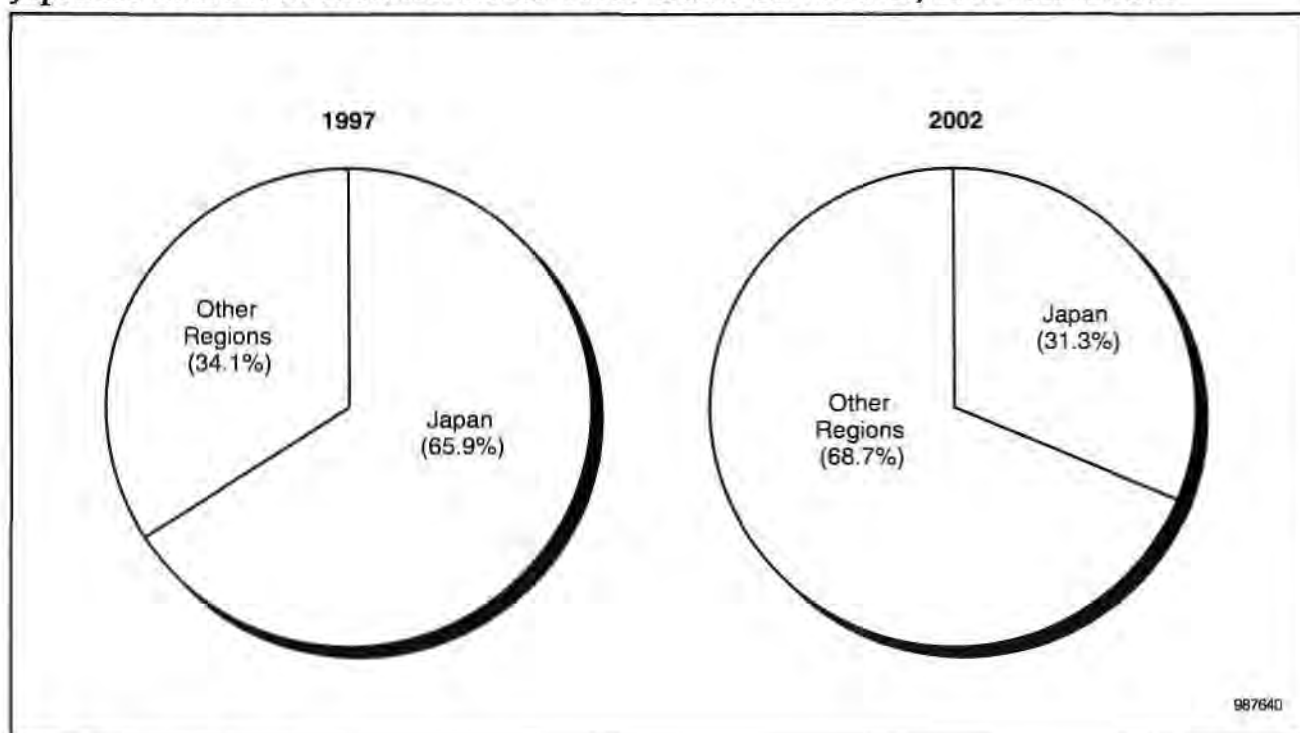 1997
2002
Other
Regions
(34.1%)
Japan
(65.9%)
Japan
(31.3%)
Other
Regions
(68.7%)
987640